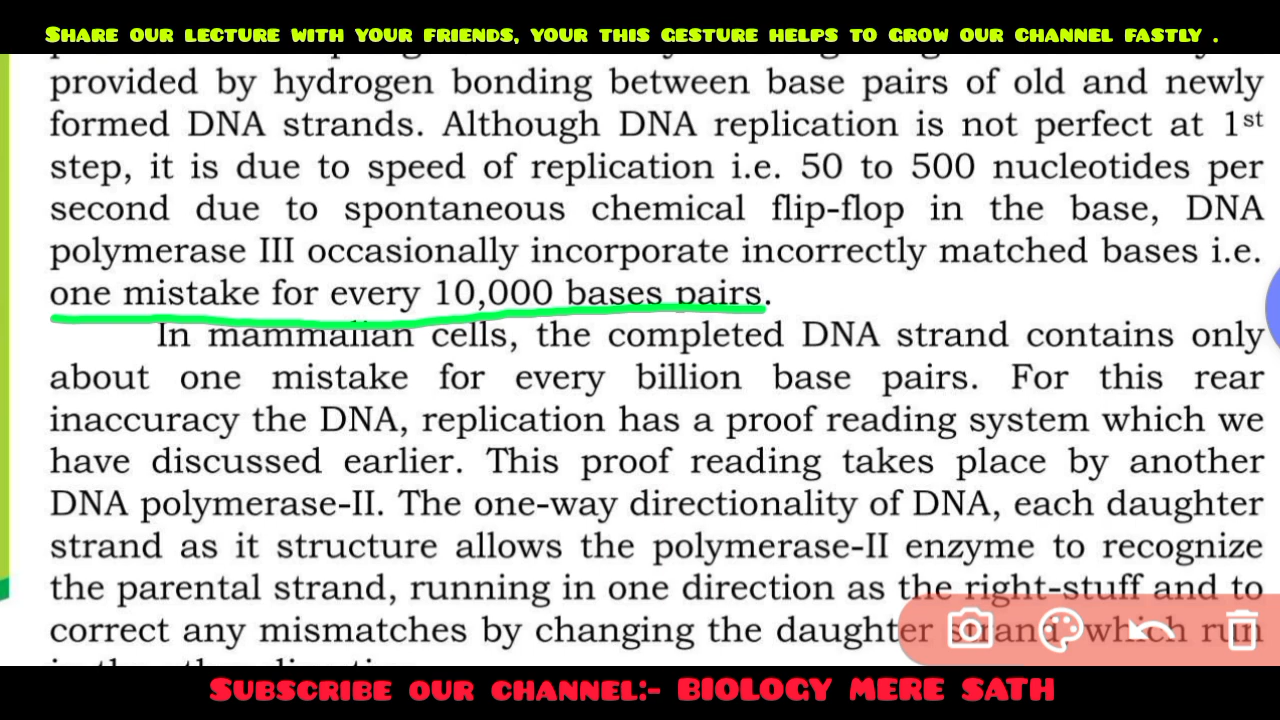 Share our lecture with your friends, your this gesture helps to grow our channel fastly .
provided by hydrogen bonding between base pairs of old and newly
formed DNA strands. Although DNA replication is not perfect at 1st
step, it is due to speed of replication i.e. 50 to 500 nucleotides per
second due to spontaneous chemical flip-flop in the base, DNA
polymerase III occasionally incorporate incorrectly matched bases i.e.
one mistake for every 10,000 bases pairs.
In mammalian cells, the completed DNA strand contains only
about one mistake for every billion base pairs. For this rear
inaccuracy the DNA, replication has a proof reading system which we
have discussed earlier. This proof reading takes place by another
DNA polymerase-II. The one-way directionality of DNA, each daughter
strand as it structure allows the polymerase-II enzyme to recognize
the parental strand, running in one direction as the right-stuff and to
correct any mismatches by changing the daughter strand, which run
Subscribe our channel:- BIOLOGY MERE SATH